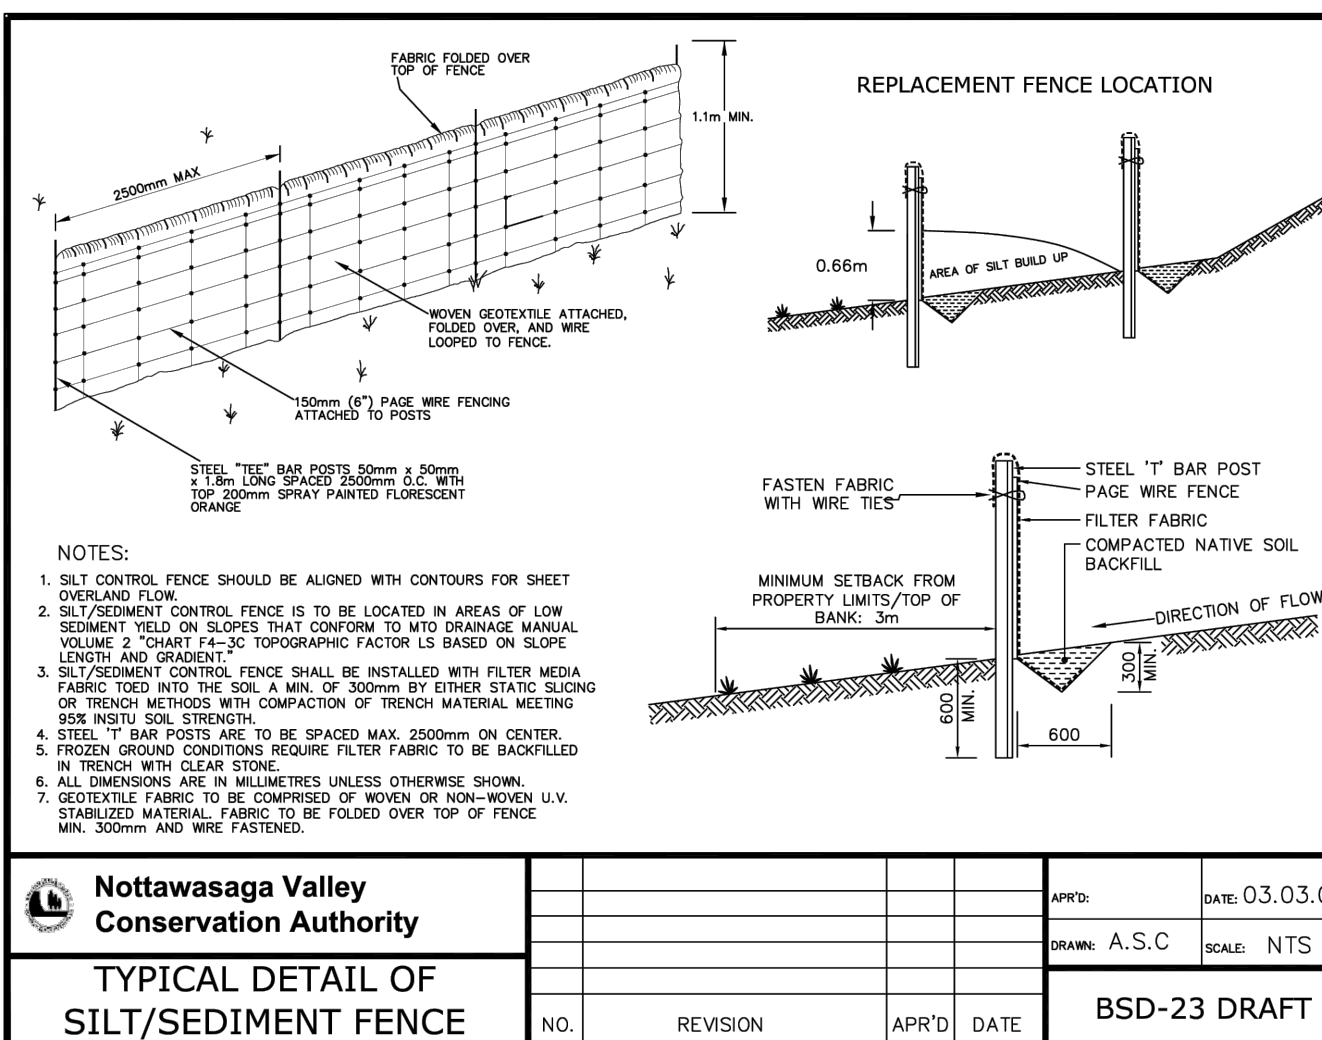 FABRIC FOLDED OVER
TOP OF FENCE
1.1m MIN.
2500mm MAX
WOVEN GEOTEXTILE ATTACHED,
FOLDED OVER, AND WIRE
LOOPED TO FENCE.
150mm (6") PAGE WIRE FENCING
ATTACHED TO POSTS
STEEL "TEE" BAR POSTS 50mm x 50mm
x 1.8m LONG SPACED 2500mm O.C. WITH
TOP 200mm SPRAY PAINTED FLORESCENT
ORANGE
REPLACEMENT FENCE LOCATION
0.66m
AREA OF SILT BUILD UP
FASTEN FABRIC
WITH WIRE TIES
STEEL 'T' BAR POST
PAGE WIRE FENCE
FILTER FABRIC
COMPACTED NATIVE SOIL
BACKFILL
MINIMUM SETBACK FROM
PROPERTY LIMITS/TOP OF
BANK: 3m
DIRECTION OF FLOW
300
MIN.
600
MIN.
600
NOTES:
1. SILT CONTROL FENCE SHOULD BE ALIGNED WITH CONTOURS FOR SHEET
OVERLAND FLOW.
2. SILT/SEDIMENT CONTROL FENCE IS TO BE LOCATED IN AREAS OF LOW
SEDIMENT YIELD ON SLOPES THAT CONFORM TO MTO DRAINAGE MANUAL
VOLUME 2 "CHART F4-3C TOPOGRAPHIC FACTOR LS BASED ON SLOPE
LENGTH AND GRADIENT."
3. SILT/SEDIMENT CONTROL FENCE SHALL BE INSTALLED WITH FILTER MEDIA
FABRIC TOED INTO THE SOIL A MIN. OF 300mm BY EITHER STATIC SLICING
OR TRENCH METHODS WITH COMPACTION OF TRENCH MATERIAL MEETING
95% INSITU SOIL STRENGTH.
4. STEEL 'T' BAR POSTS ARE TO BE SPACED MAX. 2500mm ON CENTER.
5. FROZEN GROUND CONDITIONS REQUIRE FILTER FABRIC TO BE BACKFILLED
IN TRENCH WITH CLEAR STONE.
6. ALL DIMENSIONS ARE IN MILLIMETRES UNLESS OTHERWISE SHOWN.
7. GEOTEXTILE FABRIC TO BE COMPRISED OF WOVEN OR NON-WOVEN U.V.
STABILIZED MATERIAL. FABRIC TO BE FOLDED OVER TOP OF FENCE
MIN. 300mm AND WIRE FASTENED.
Nottawasaga Valley
Conservation Authority
TYPICAL DETAIL OF
SILT/SEDIMENT FENCE
NO. REVISION APR'D DATE
APR'D: DATE: 03.03.0
DRAWN: A.S.C SCALE: NTS
BSD-23 DRAFT